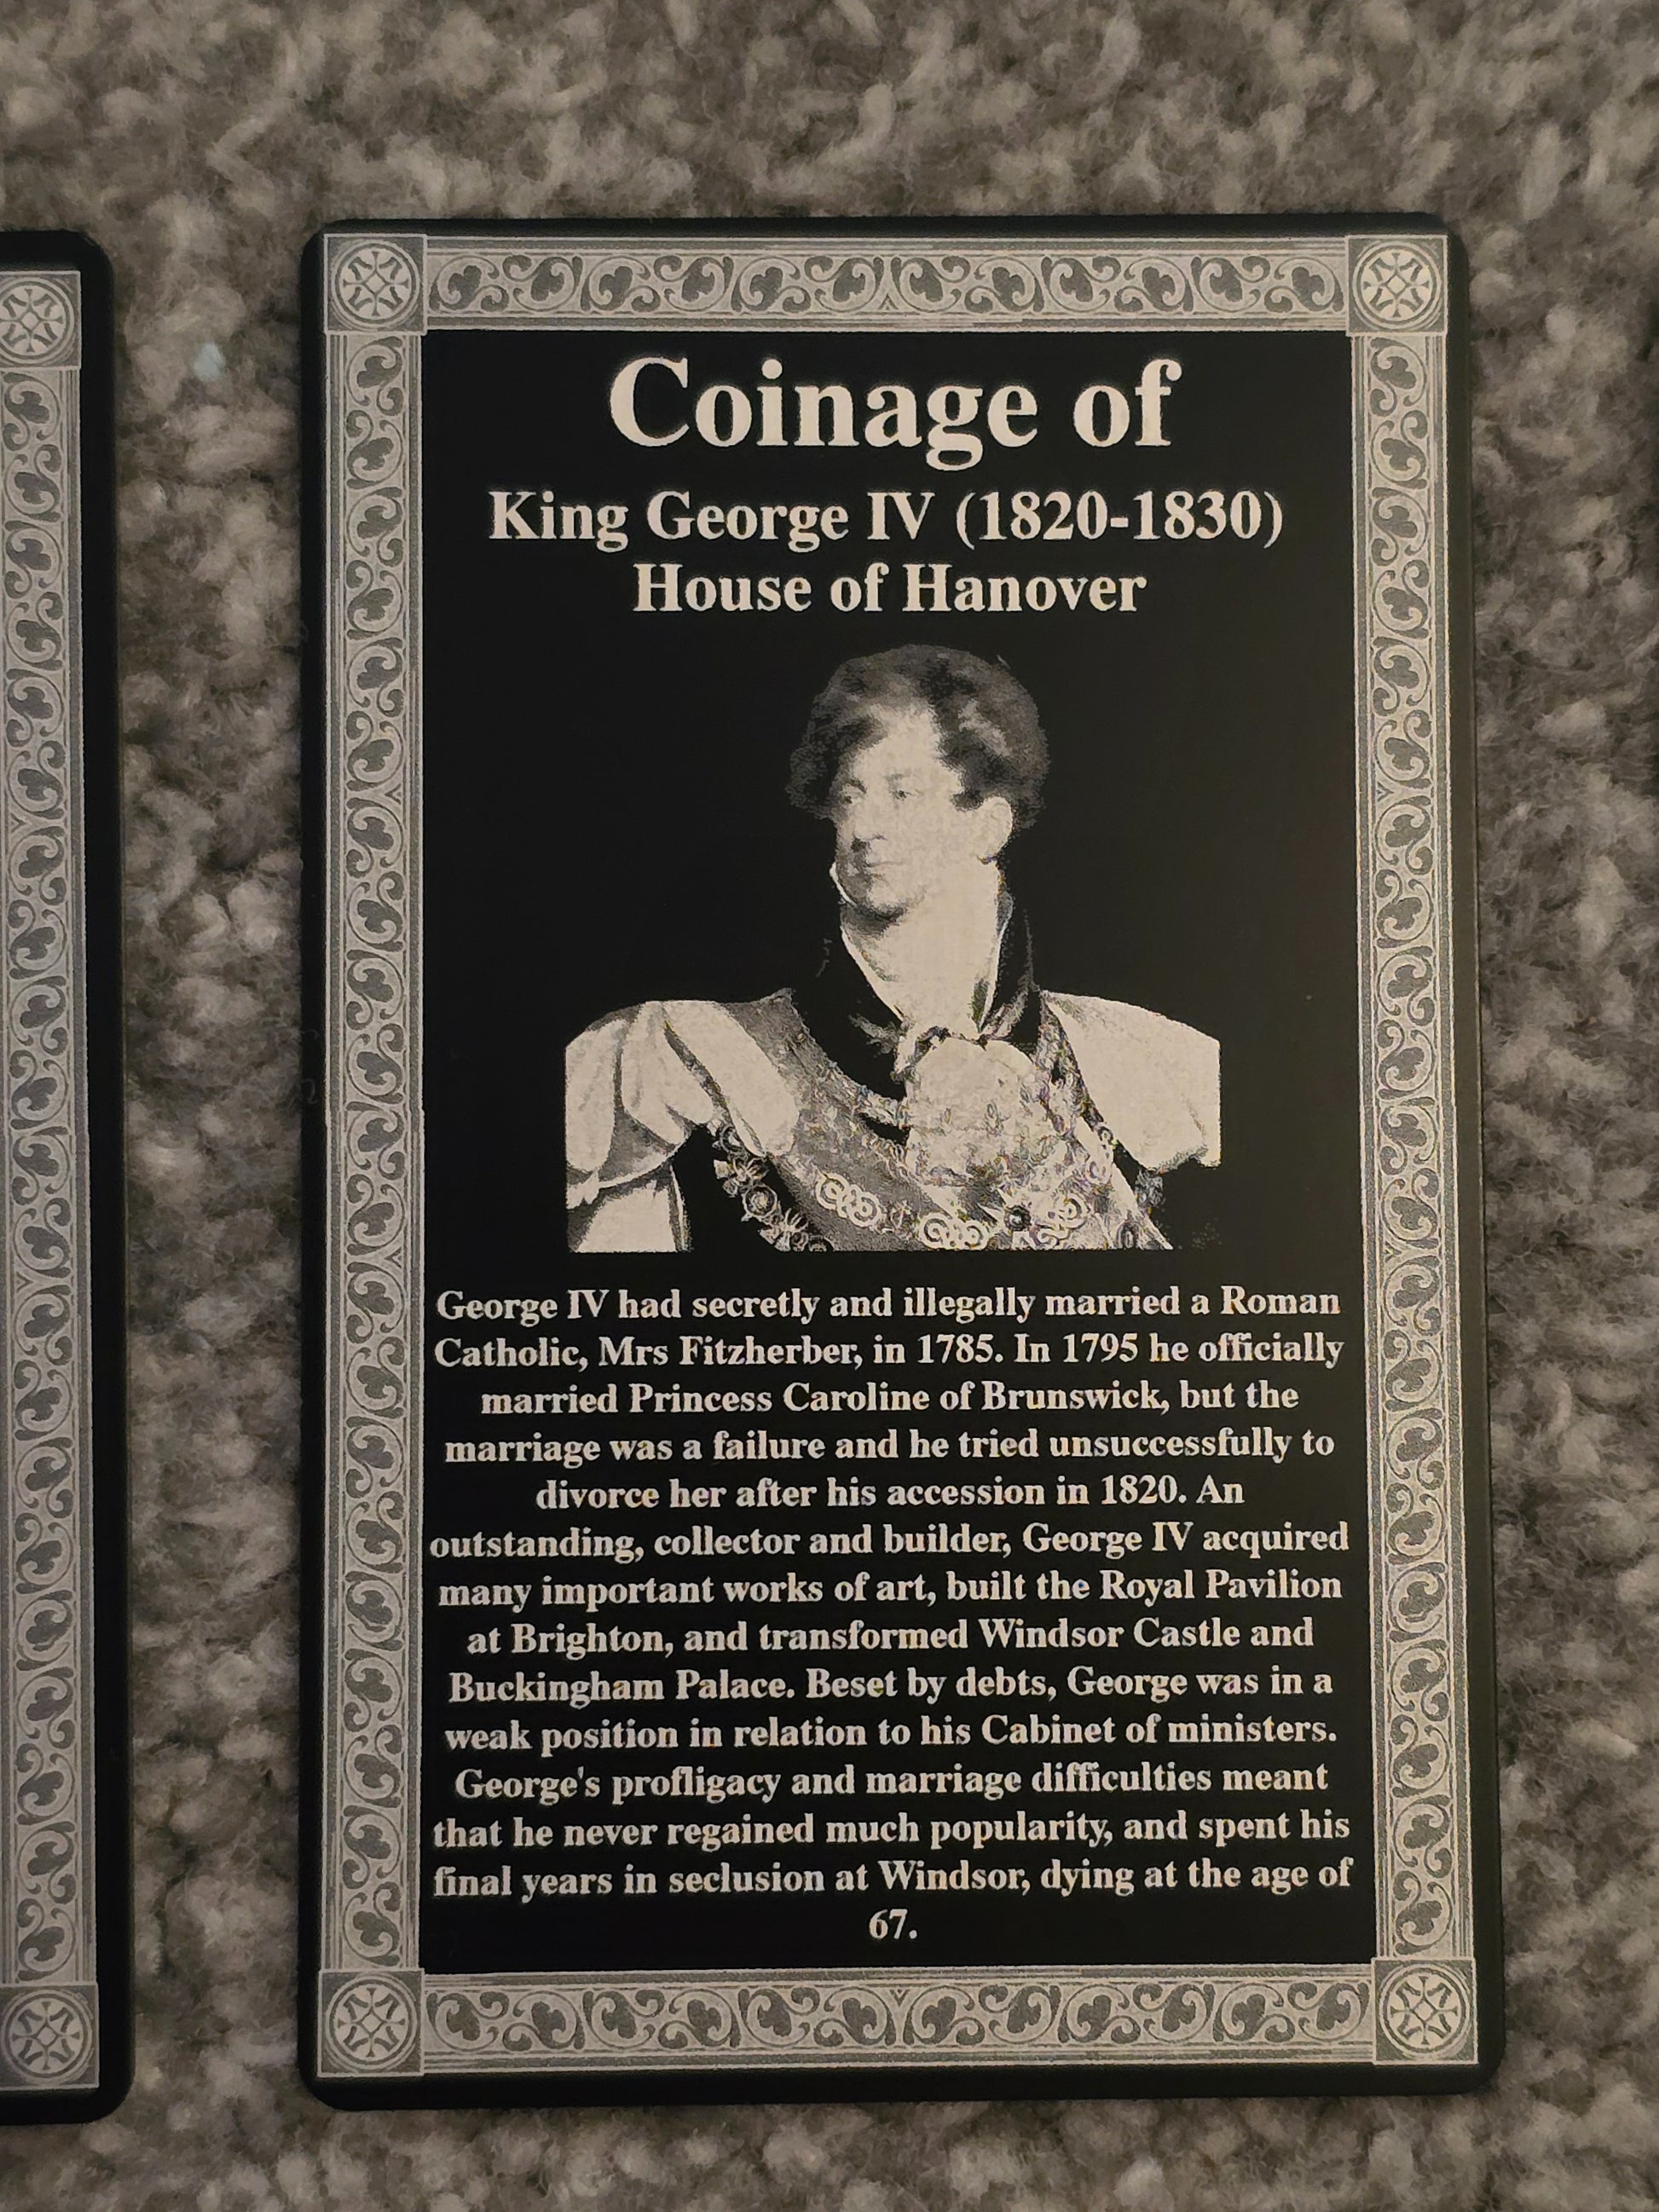 Coinage of
King George IV (1820-1830)
House of Hanover
George IV had secretly and illegally married a Roman
Catholic, Mrs Fitzherber, in 1785. In 1795 he officially
married Princess Caroline of Brunswick, but the
marriage was a failure and he tried unsuccessfully to
divorce her after his accession in 1820. An
outstanding, collector and builder, George IV acquired
many important works of art, built the Royal Pavilion
at Brighton, and transformed Windsor Castle and
Buckingham Palace. Beset by debts, George was in a
weak position in relation to his Cabinet of ministers.
George's profligacy and marriage difficulties meant
that he never regained much popularity, and spent his
final years in seclusion at Windsor, dying at the age of
67.